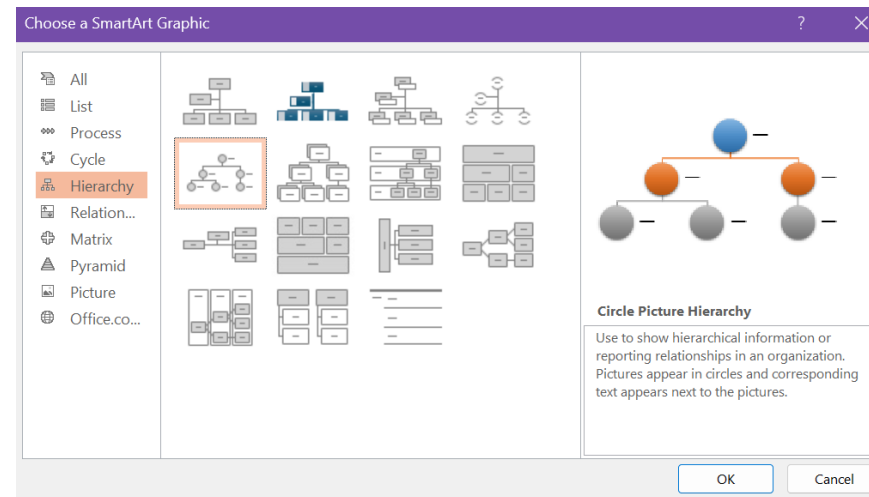 Choose a SmartArt Graphic
?
All
List
Process
Cycle
Hierarchy
Relation...
Matrix
Pyramid
Picture
Office.co...
Circle Picture Hierarchy
Use to show hierarchical information or
reporting relationships in an organization.
Pictures appear in circles and corresponding
text appears next to the pictures.
OK
Cancel